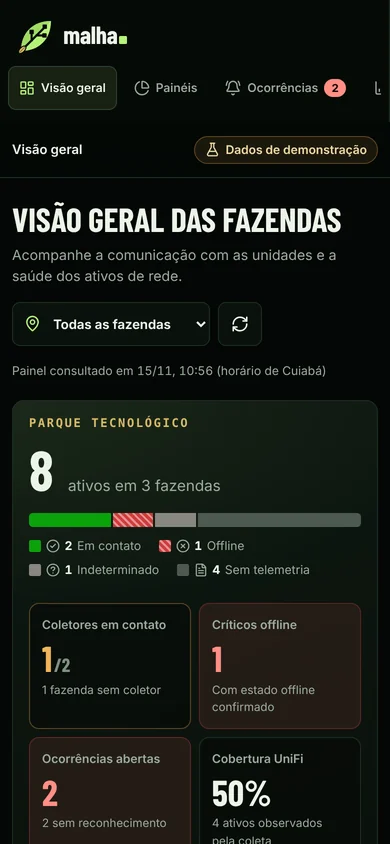 malha
Visão geral
Painéis
Ocorrências 2
Visão geral
Dados de demonstração
VISÃO GERAL DAS FAZENDAS
Acompanhe a comunicação com as unidades e a
saúde dos ativos de rede.
Todas as fazendas
Painel consultado em 15/11, 10:56 (horário de Cuiabá)
PARQUE TECNOLÓGICO
8 ativos em 3 fazendas
2 Em contato
1 Offline
1 Indeterminado
4 Sem telemetria
Coletores em contato
1/2
1 fazenda sem coletor
Críticos offline
1
Com estado offline
confirmado
Ocorrências abertas
2
2 sem reconhecimento
Cobertura UniFi
50%
4 ativos observados
pela coleta